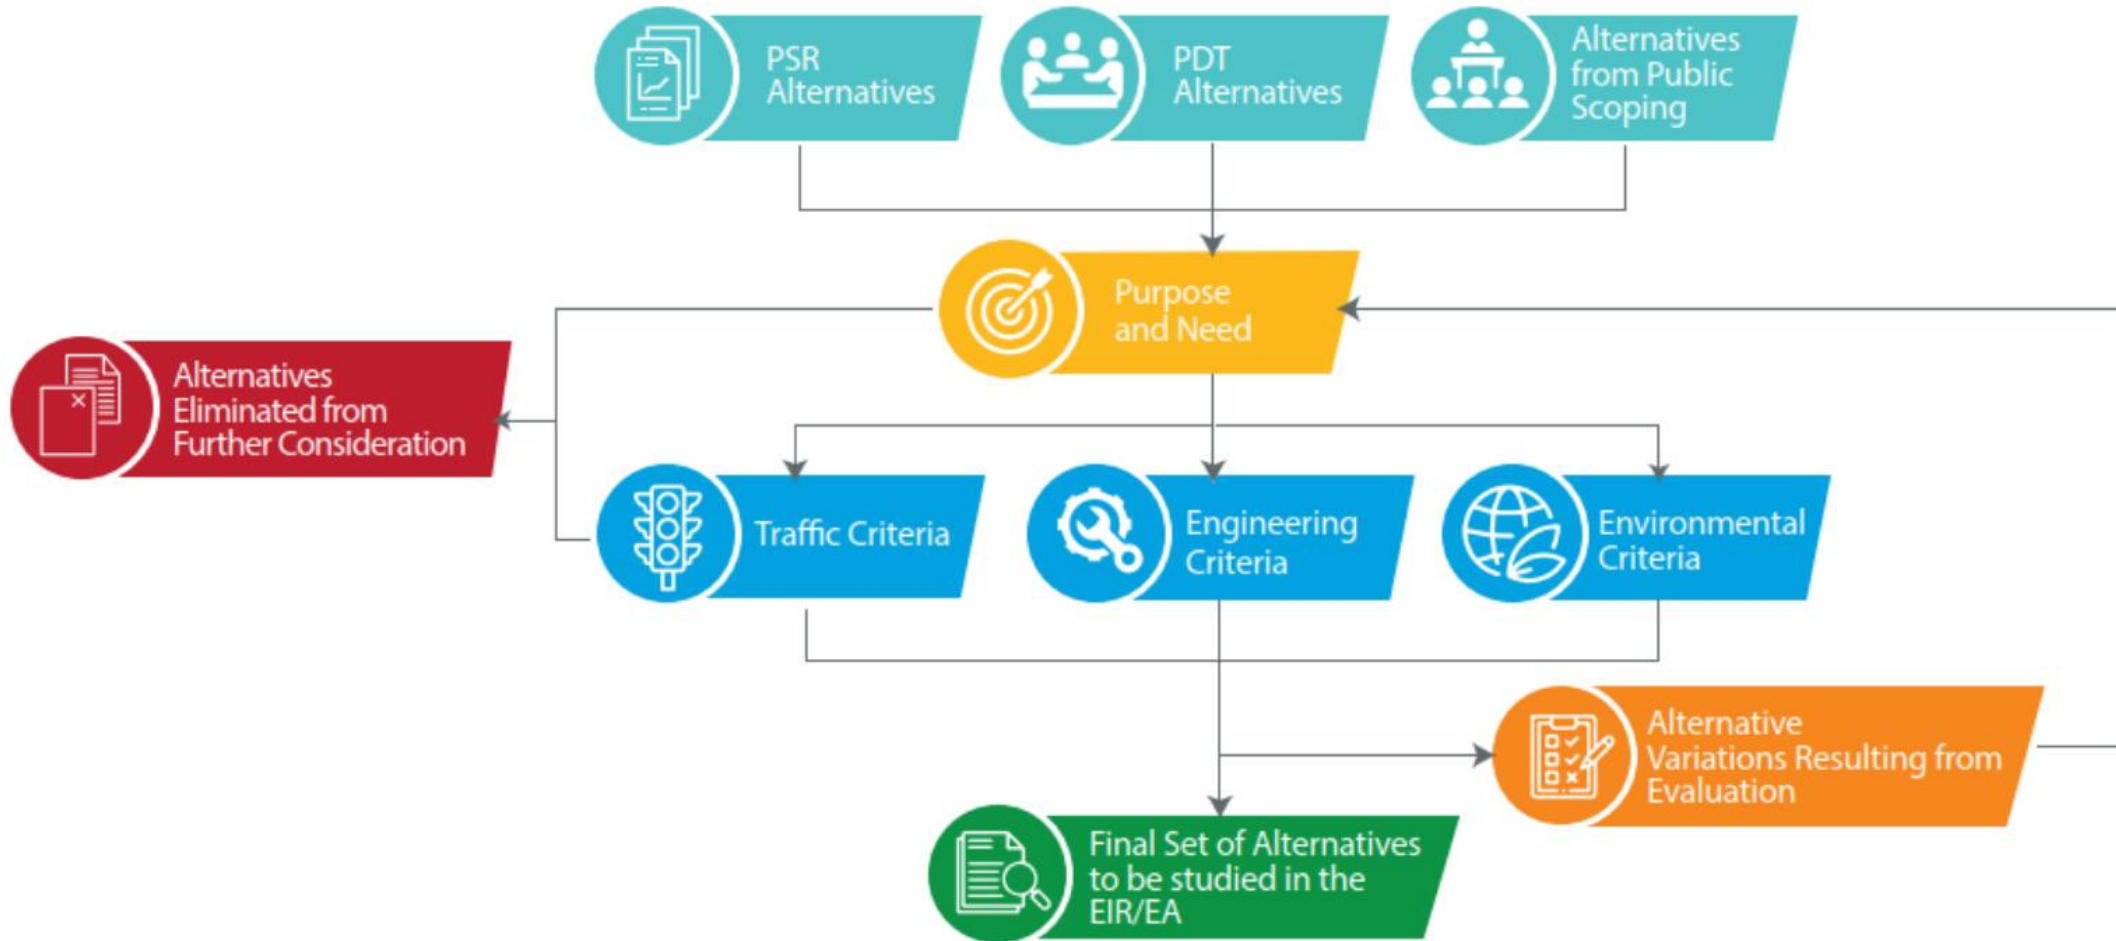 PSR
Alternatives
PDT
Alternatives
Alternatives
from Public
Scoping
Purpose
and Need
Alternatives
Eliminated from
Further Consideration
Traffic Criteria
Engineering
Criteria
Environmental
Criteria
Alternative
Variations Resulting from
Evaluation
Final Set of Alternatives
to be studied in the
EIR/EA